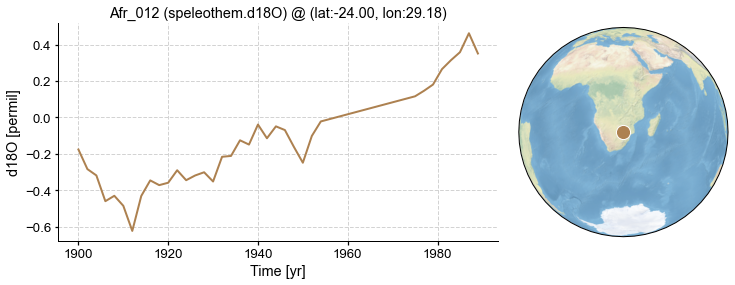 Afr_012 (speleothem.d18O) @ (lat:-24.00, lon:29.18)
d18O [permil]
0.4
0.2
0.0
−0.2
−0.4
−0.6
1900 1920 1940 1960 1980
Time [yr]